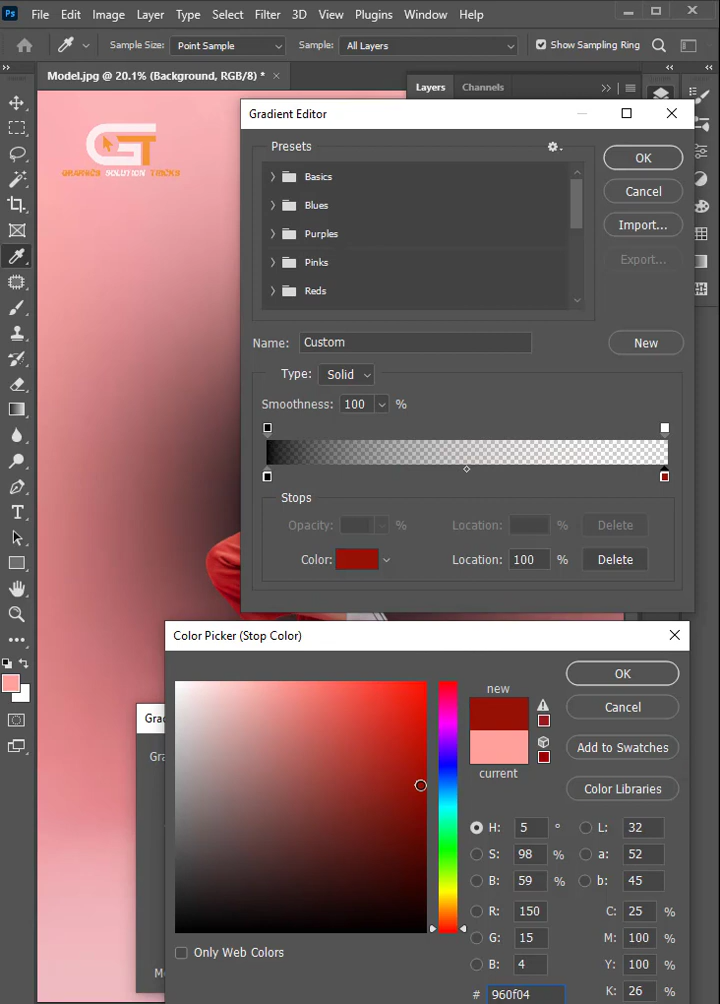 Ps File Edit Image Layer Type Select Filter 3D View Plugins Window Help
Sample Size: Point Sample Sample: All Layers Show Sampling Ring
Model.jpg @ 20.1% (Background, RGB/8) *
Layers Channels
GT
GRAPHICS SOLUTION TRICKS
Gradient Editor
Presets
Basics
Blues
Purples
Pinks
Reds
OK
Cancel
Import...
Export...
Name: Custom
New
Type: Solid
Smoothness: 100 %
Stops
Opacity: % Location: % Delete
Color: Location: 100 % Delete
Color Picker (Stop Color)
new
current
OK
Cancel
Add to Swatches
Color Libraries
H: 5 ° L: 32
S: 98 % a: 52
B: 59 % b: 45
R: 150 C: 25 %
G: 15 M: 100 %
B: 4 Y: 100 %
K: 26 %
# 960f04
Only Web Colors
Grad
Gra
M